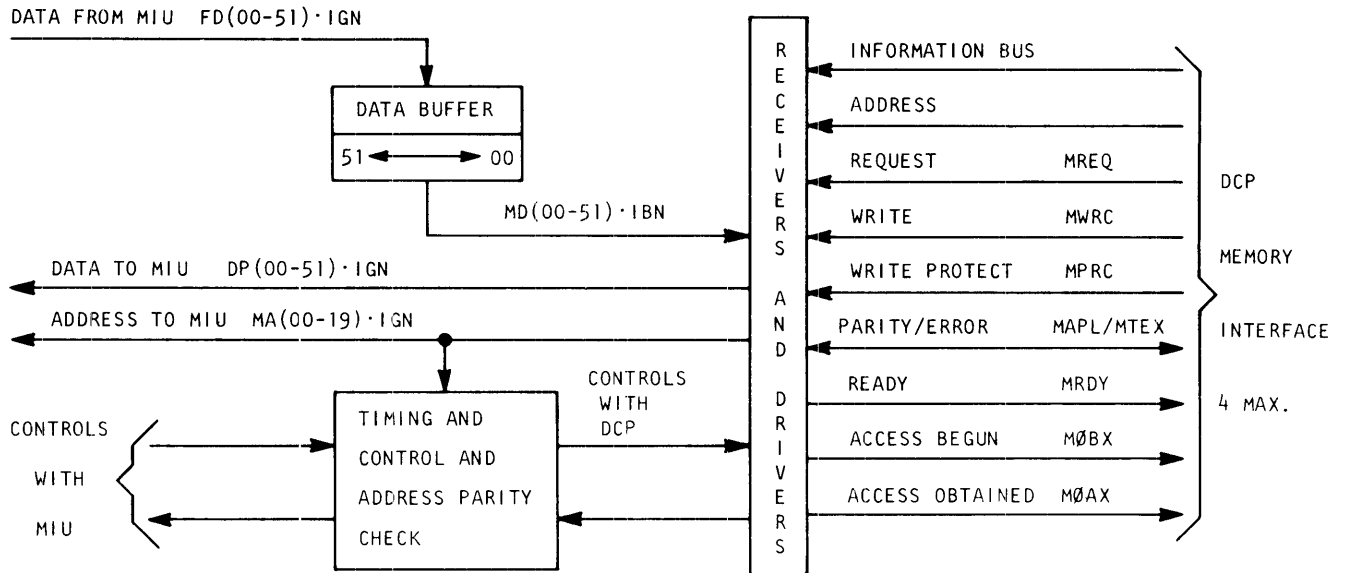 DATA FROM MIU FD(00-51)·IGN
DATA BUFFER
51 00
MD(00-51)·IBN
DATA TO MIU DP(00-51)·IGN
ADDRESS TO MIU MA(00-19)·IGN
CONTROLS
WITH
MIU
TIMING AND
CONTROL AND
ADDRESS PARITY
CHECK
CONTROLS
WITH
DCP
RECEIVERS AND DRIVERS
INFORMATION BUS
ADDRESS
REQUEST MREQ
WRITE MWRC
WRITE PROTECT MPRC
PARITY/ERROR MAPL/MTEX
READY MRDY
ACCESS BEGUN MØBX
ACCESS OBTAINED MØAX
DCP
MEMORY
INTERFACE
4 MAX.